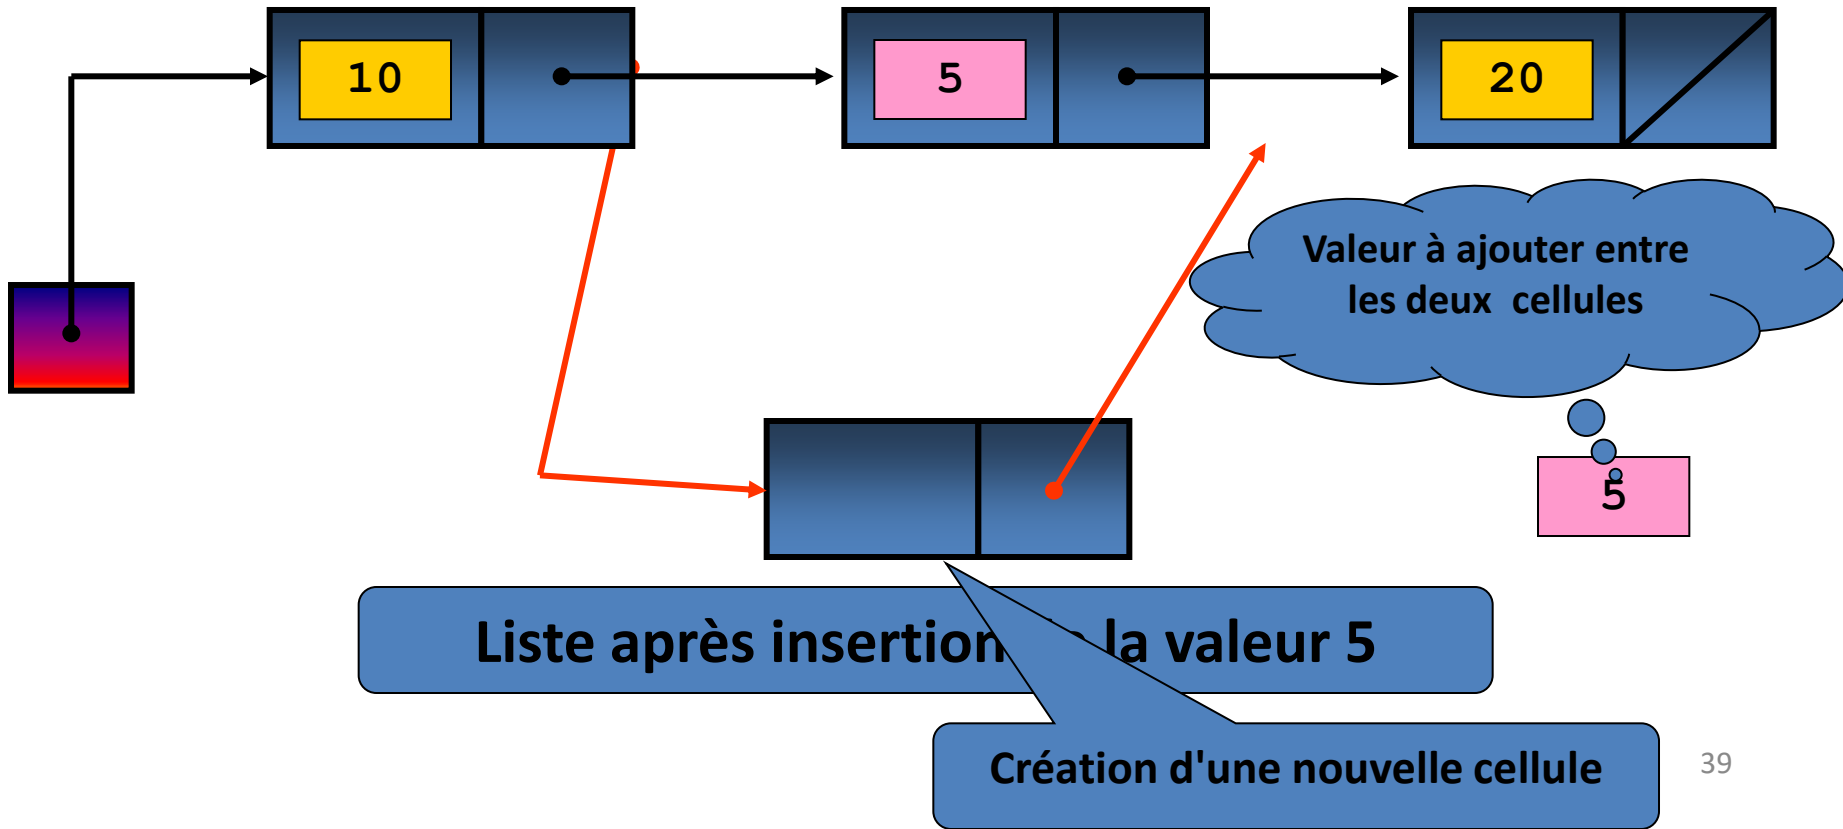 10
5
20
Valeur à ajouter entre
les deux cellules
5
Liste après insertion la valeur 5
Création d'une nouvelle cellule
39